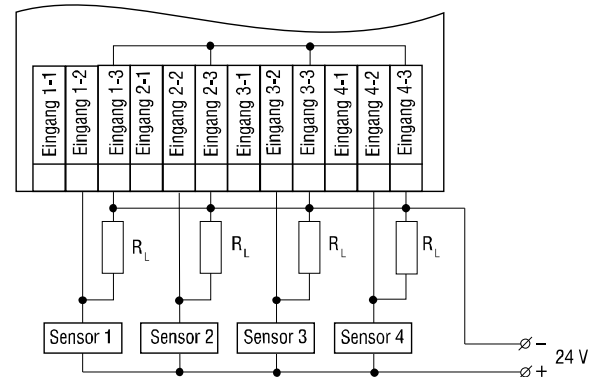 Eingang 1-1
Eingang 1-2
Eingang 1-3
Eingang 2-1
Eingang 2-2
Eingang 2-3
Eingang 3-1
Eingang 3-2
Eingang 3-3
Eingang 4-1
Eingang 4-2
Eingang 4-3
RL
RL
RL
RL
Sensor 1
Sensor 2
Sensor 3
Sensor 4
−
24 V
+